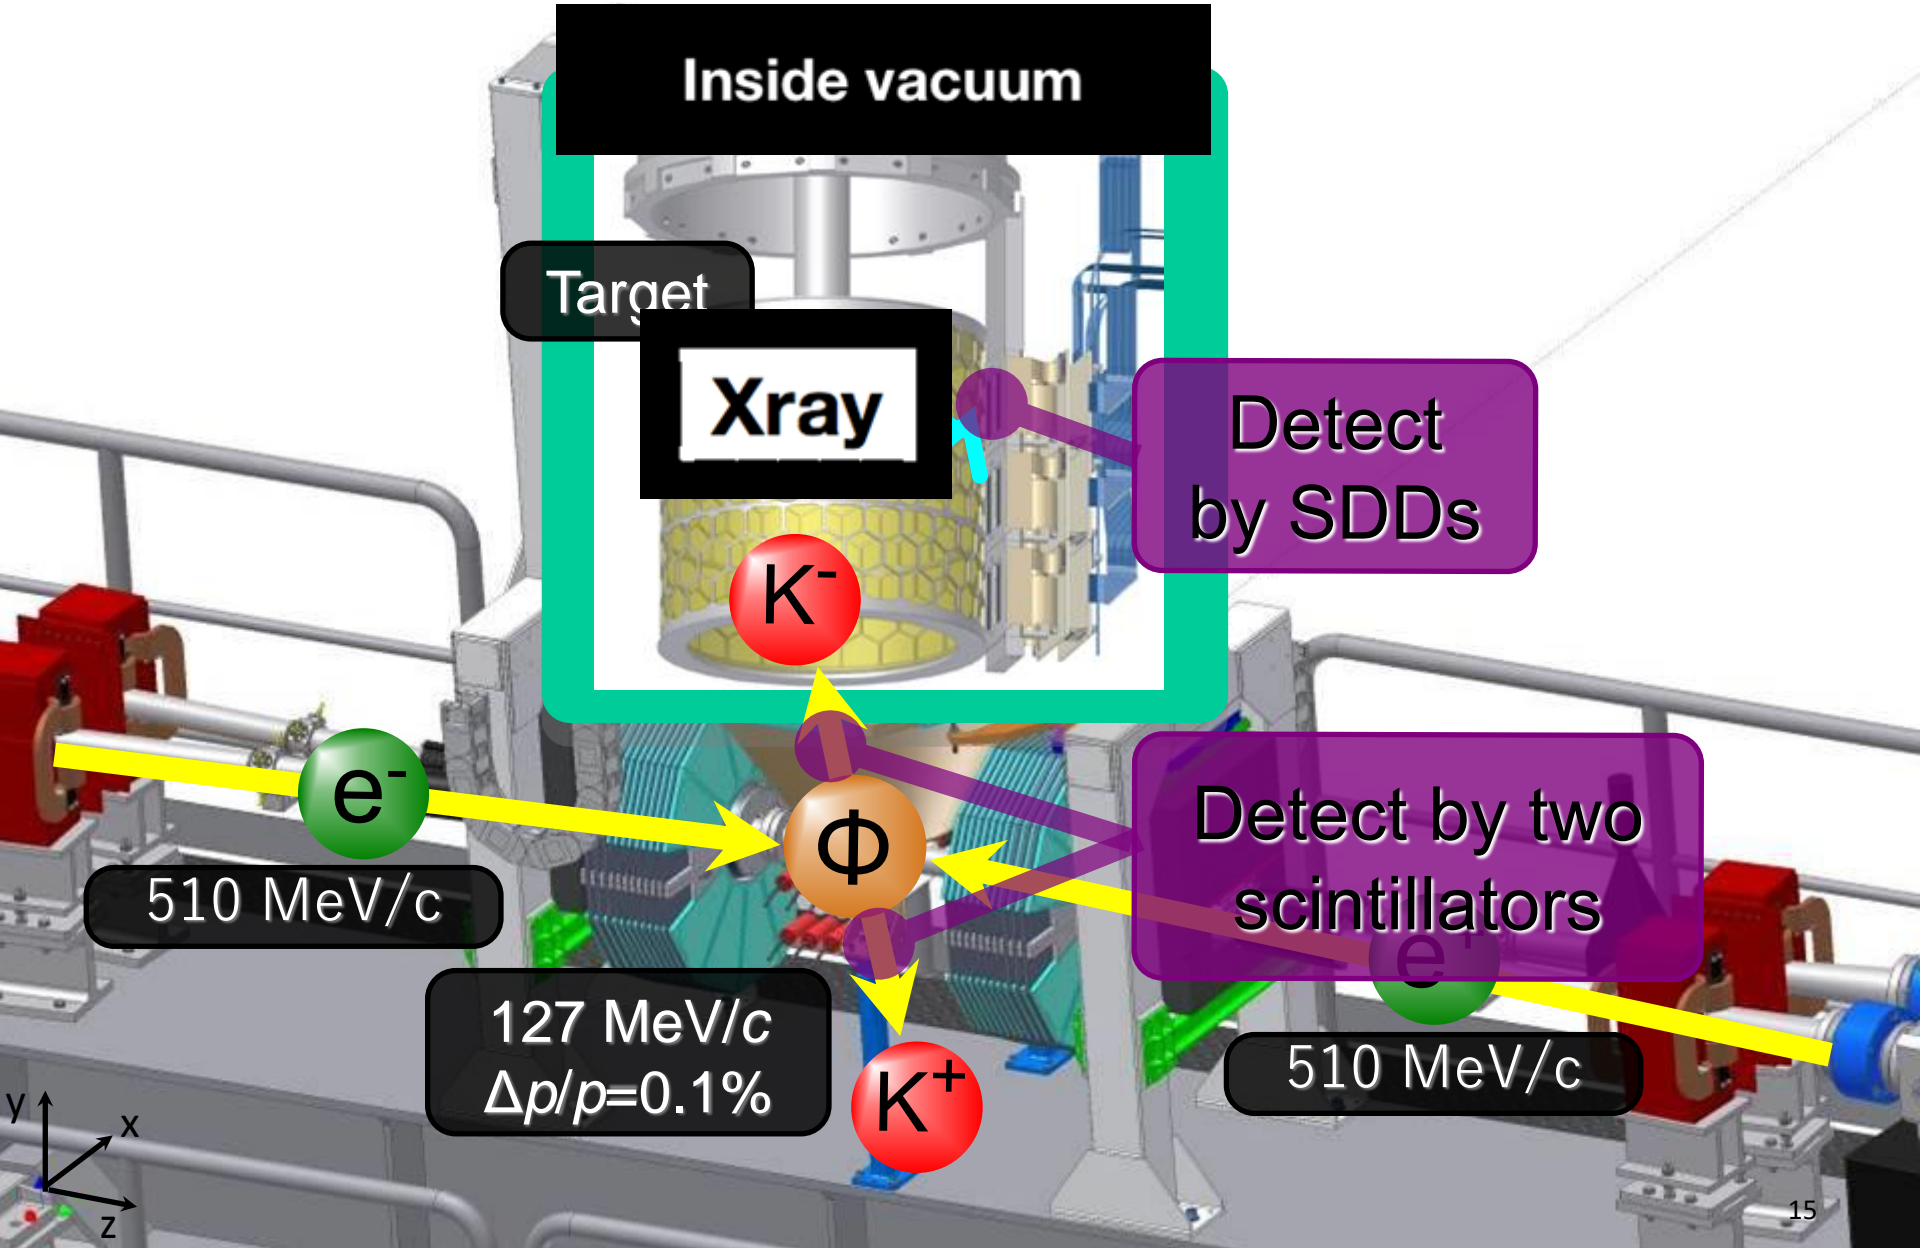 Inside vacuum
Target
Xray
Detect
by SDDs
K-
e-
Φ
Detect by two
scintillators
510 MeV/c
e+
127 MeV/c
Δp/p=0.1%
510 MeV/c
K+
y
x
z
15